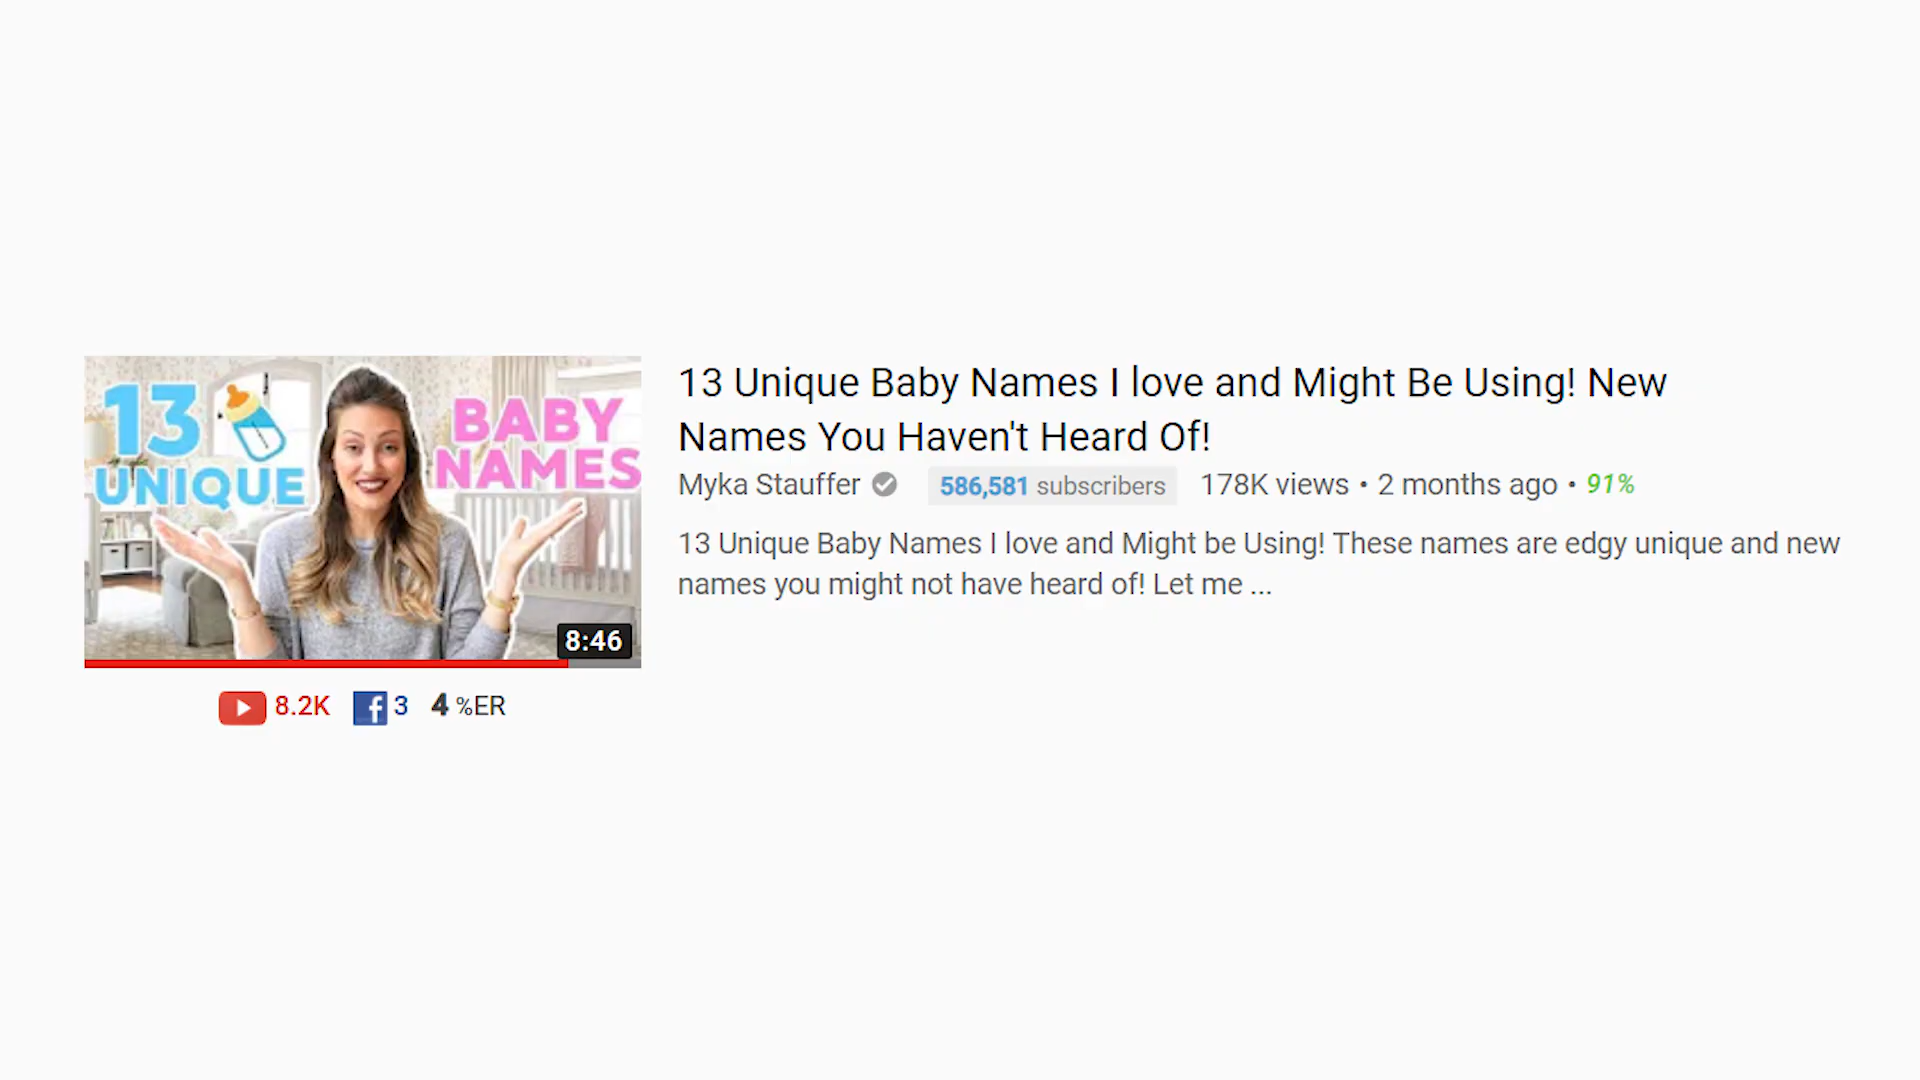 13
UNIQUE
BABY
NAMES
8:46
8.2K 3 4 %ER
13 Unique Baby Names I love and Might Be Using! New
Names You Haven't Heard Of!
Myka Stauffer 586,581 subscribers 178K views • 2 months ago • 91%
13 Unique Baby Names I love and Might be Using! These names are edgy unique and new
names you might not have heard of! Let me ...